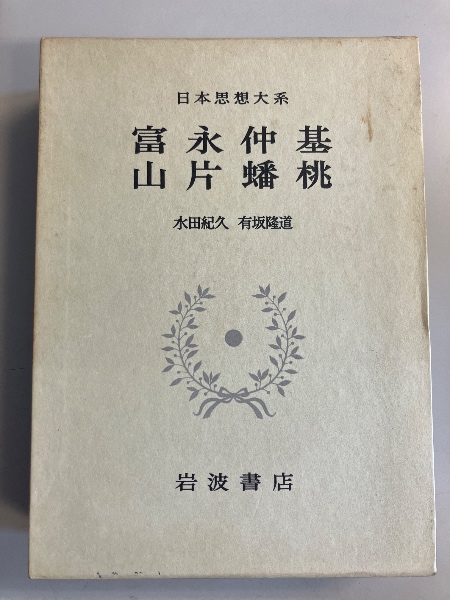 日本思想大系
富永仲基
山片蟠桃
水田紀久 有坂隆道
岩波書店